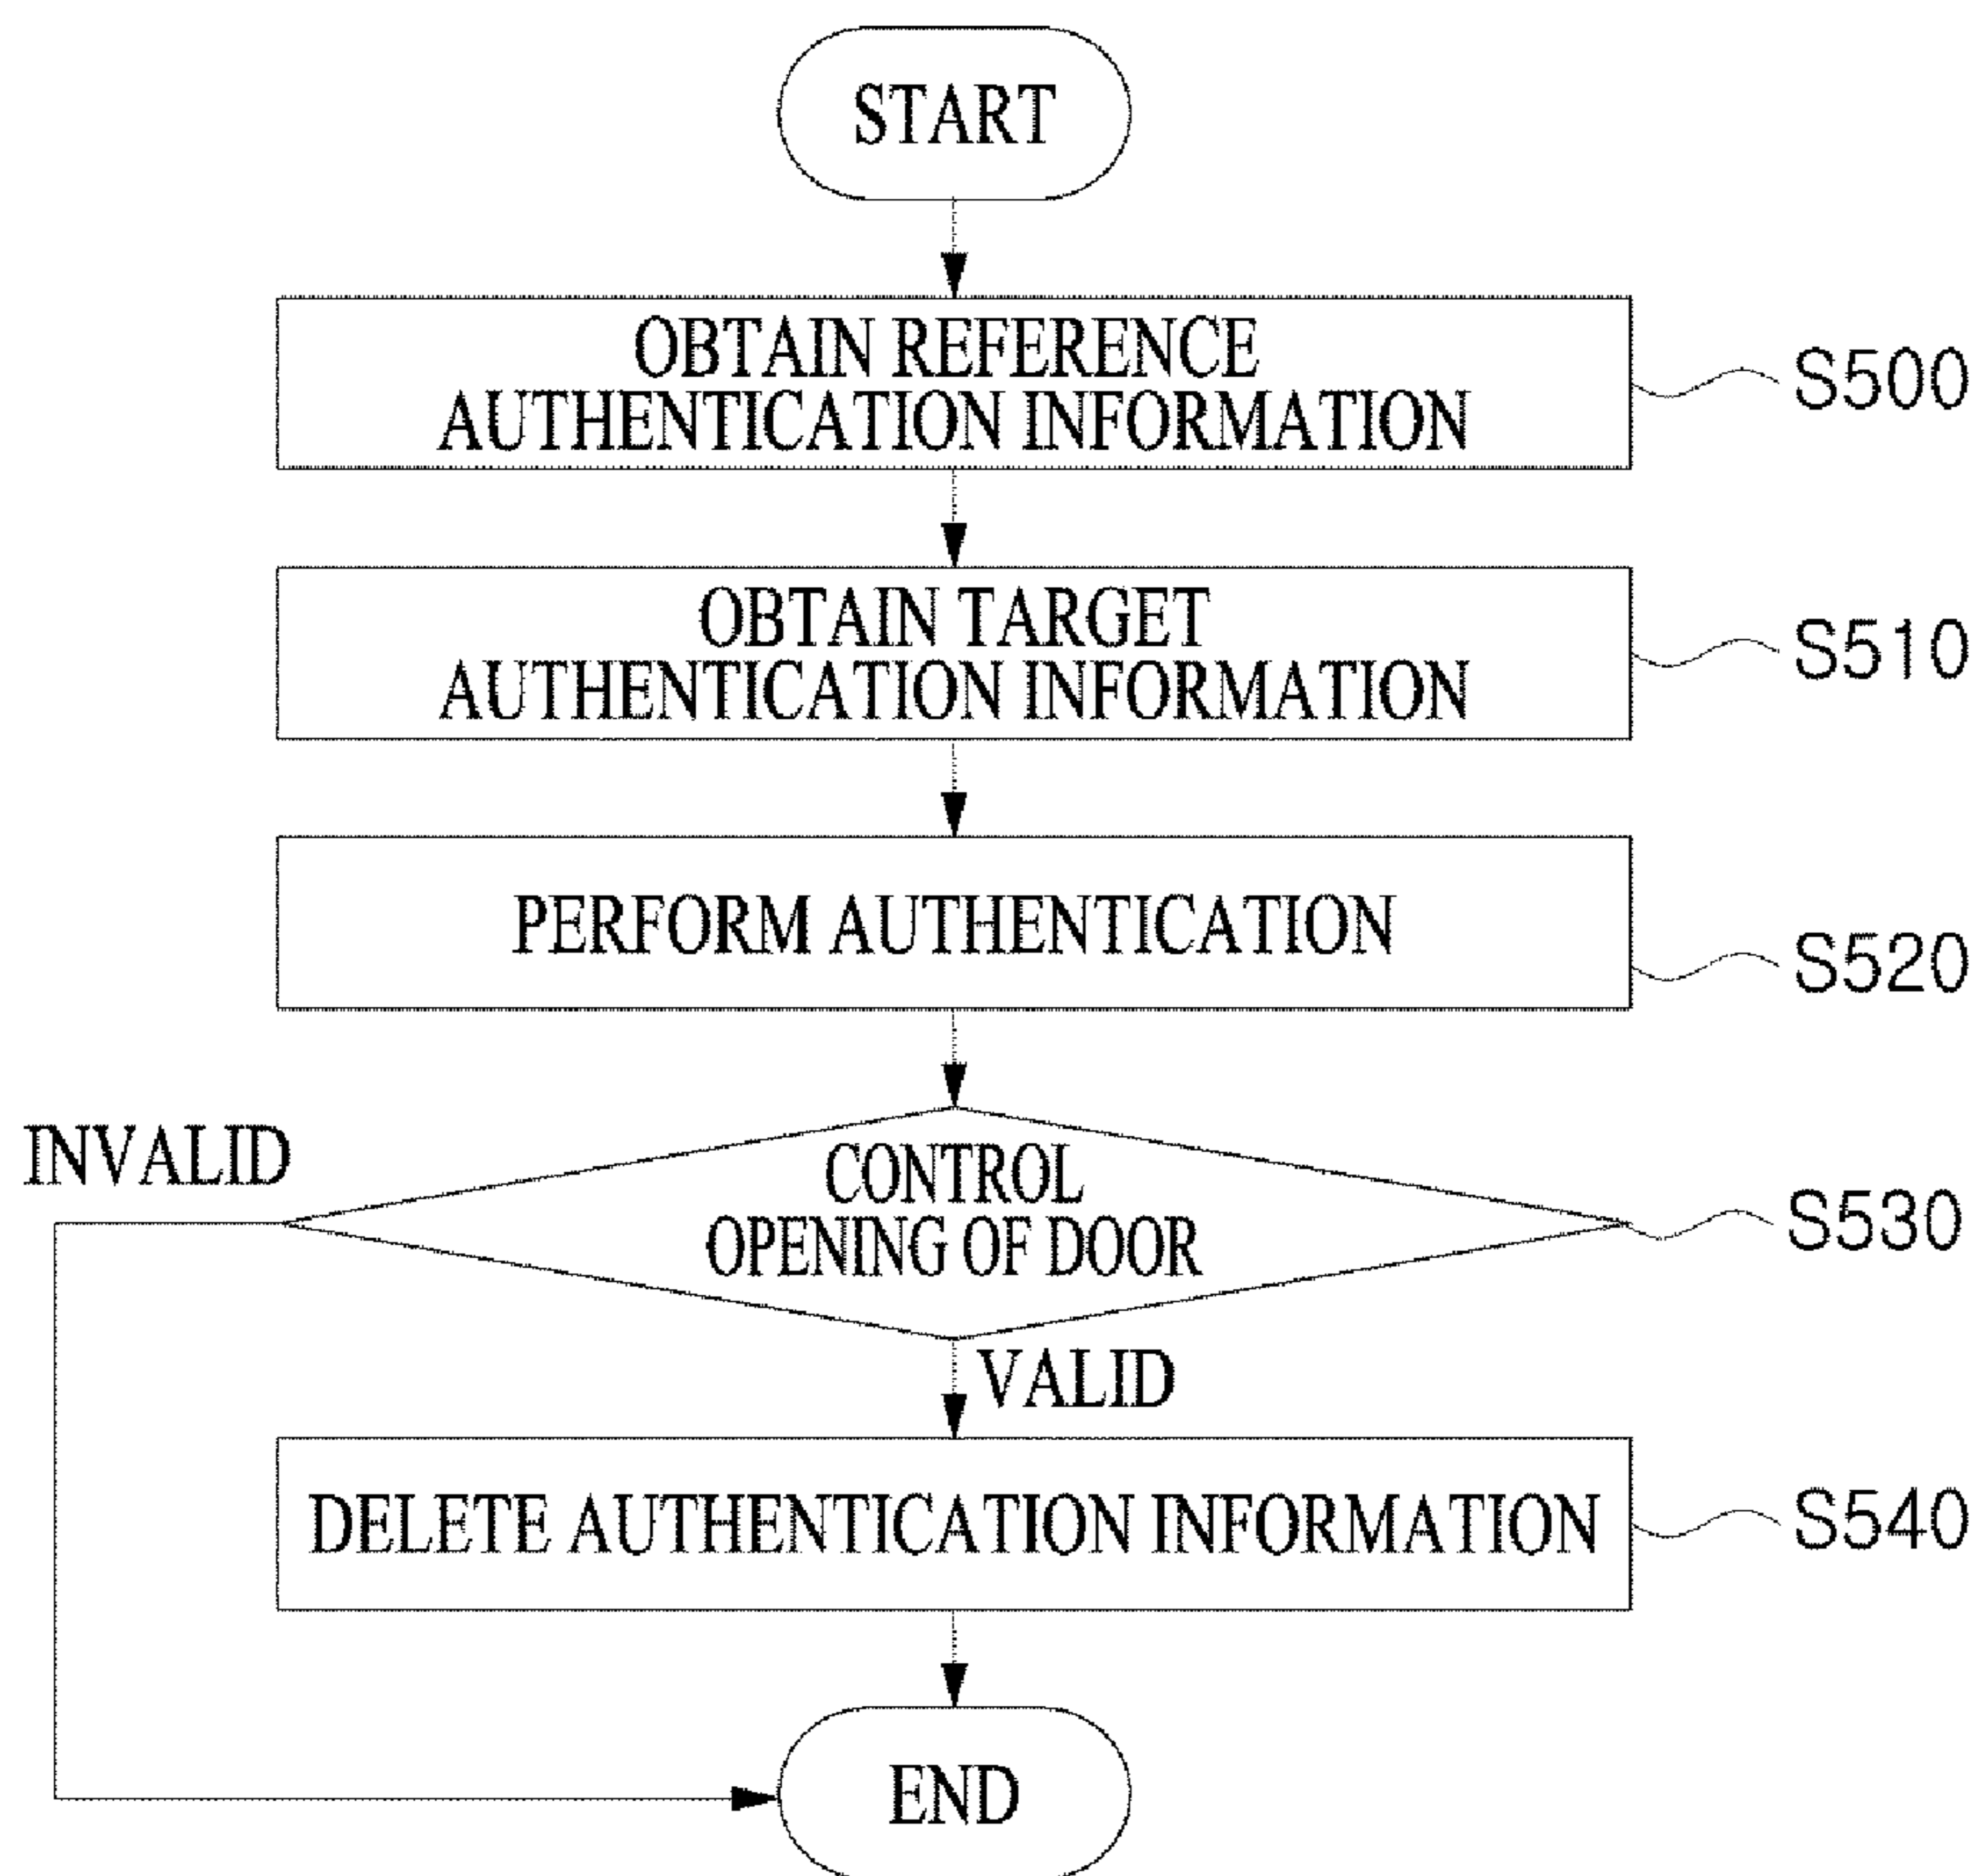 START
OBTAIN REFERENCE
AUTHENTICATION INFORMATION
S500
OBTAIN TARGET
AUTHENTICATION INFORMATION
S510
PERFORM AUTHENTICATION
S520
INVALID
CONTROL
OPENING OF DOOR
S530
VALID
DELETE AUTHENTICATION INFORMATION
S540
END